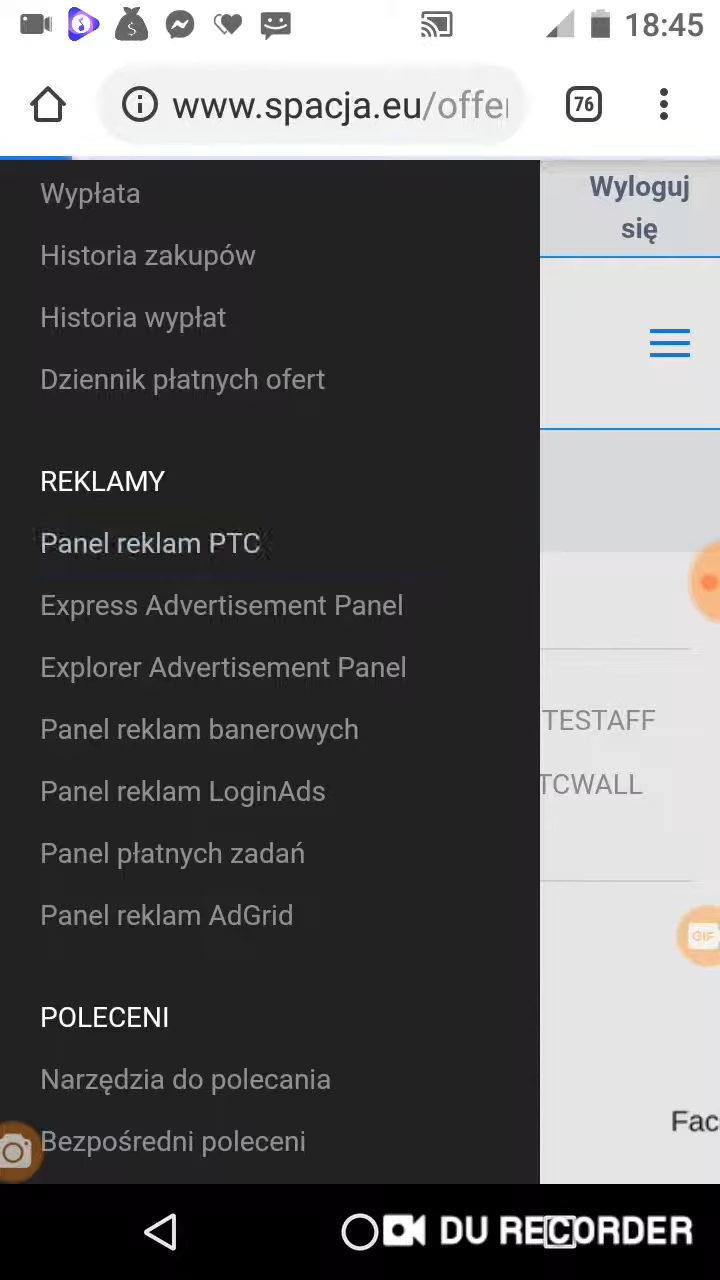 18:45
www.spacja.eu/offe
76
Wypłata
Historia zakupów
Historia wypłat
Dziennik płatnych ofert
REKLAMY
Panel reklam PTC
Express Advertisement Panel
Explorer Advertisement Panel
Panel reklam banerowych
Panel reklam LoginAds
Panel płatnych zadań
Panel reklam AdGrid
POLECENI
Narzędzia do polecania
Bezpośredni poleceni
Wyloguj
się
TESTAFF
TCWALL
GIF
Fac
DU RECORDER